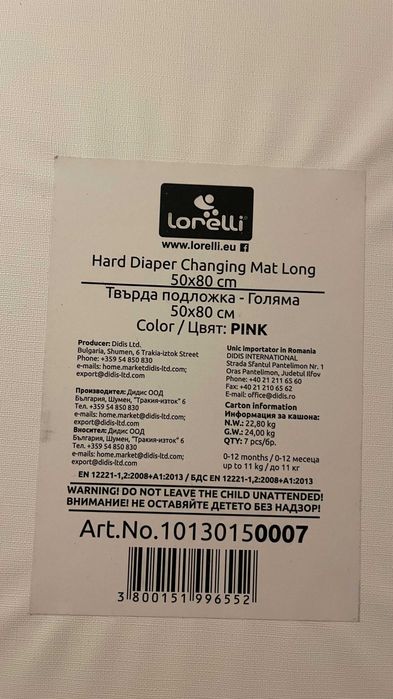 lorelli
www.lorelli.eu
Hard Diaper Changing Mat Long
50x80 cm
Твърда подложка - Голяма
50x80 см
Color / Цвят: PINK
Producer: Didis Ltd.
Bulgaria, Shumen, 6 Trakia-iztok Street
Phone: +359 54 850 830
e-mails: home.market@didis-ltd.com;
export@didis-ltd.com
Производител: Дидис ООД
България, Шумен, "Тракия-изток" 6
Тел. +359 54 850 830
e-mails: home.market@didis-ltd.com;
export@didis-ltd.com
Вносител: Дидис ООД
България, Шумен, "Тракия-изток" 6
Тел. +359 54 850 830
e-mails: home.market@didis-ltd.com;
export@didis-ltd.com
Unic importator in Romania
DIDIS INTERNATIONAL
Strada Sfantul Pantelimon Nr. 1
Oras Pantelimon, Judetul Ilfov
Phone: +40 21 211 65 60
Fax: +40 21 210 65 62
E-mail: office@didis.ro
Carton information
Информация за кашона:
N.W.: 22,80 kg
G.W.: 24,00 kg
QTY: 7 pcs/бр.
0-12 months / 0-12 месеца
up to 11 kg / до 11 кг
EN 12221-1,2:2008+A1:2013 / БДС EN 12221-1,2:2008+A1:2013
WARNING! DO NOT LEAVE THE CHILD UNATTENDED!
ВНИМАНИЕ! НЕ ОСТАВЯЙТЕ ДЕТЕТО БЕЗ НАДЗОР!
Art.No.10130150007
3 800151 996552